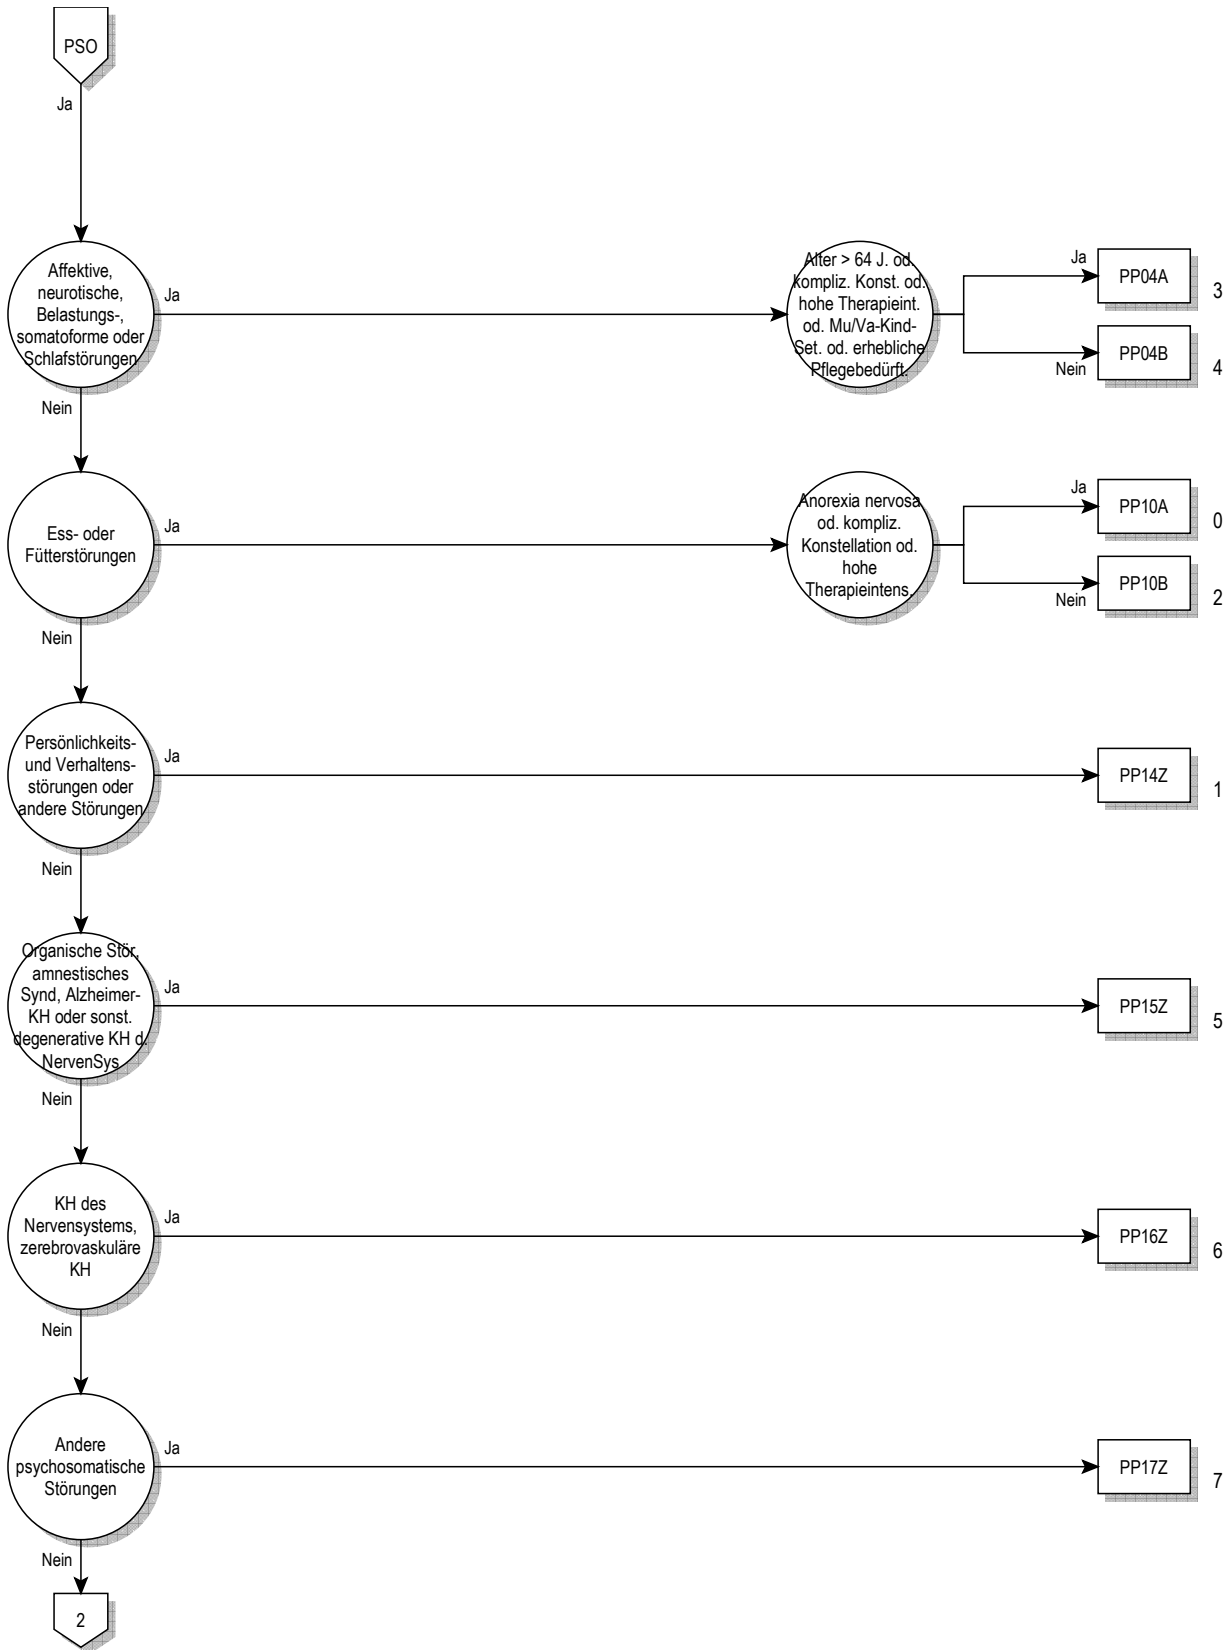 PSO
Ja
Affektive,
neurotische,
Belastungs-,
somatoforme oder
Schlafstörungen
Ja
Alter > 64 J. od.
kompliz. Konst. od.
hohe Therapieint.
od. Mu/Va-Kind-
Set. od. erhebliche
Pflegebedürft.
Ja
PP04A
3
PP04B
Nein
4
Nein
Ess- oder
Fütterstörungen
Ja
Anorexia nervosa
od. kompliz.
Konstellation od.
hohe
Therapieintens.
Ja
PP10A
0
PP10B
Nein
2
Nein
Persönlichkeits-
und Verhaltens-
störungen oder
andere Störungen
Ja
PP14Z
1
Nein
Organische Stör,
amnestisches
Synd, Alzheimer-
KH oder sonst.
degenerative KH d.
NervenSys
Ja
PP15Z
5
Nein
KH des
Nervensystems,
zerebrovaskuläre
KH
Ja
PP16Z
6
Nein
Andere
psychosomatische
Störungen
Ja
PP17Z
7
Nein
2